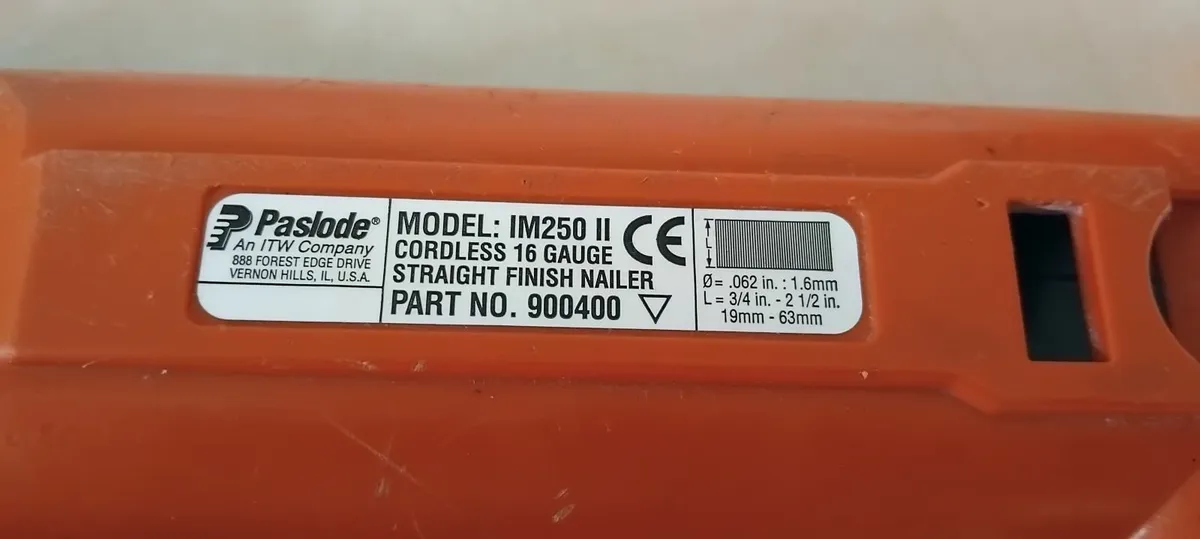 Paslode®
An ITW Company
888 FOREST EDGE DRIVE
VERNON HILLS, IL, U.S.A.
MODEL: IM250 II CE
CORDLESS 16 GAUGE
STRAIGHT FINISH NAILER
PART NO. 900400
L
Ø= .062 in. : 1.6mm
L = 3/4 in. - 2 1/2 in.
19mm - 63mm